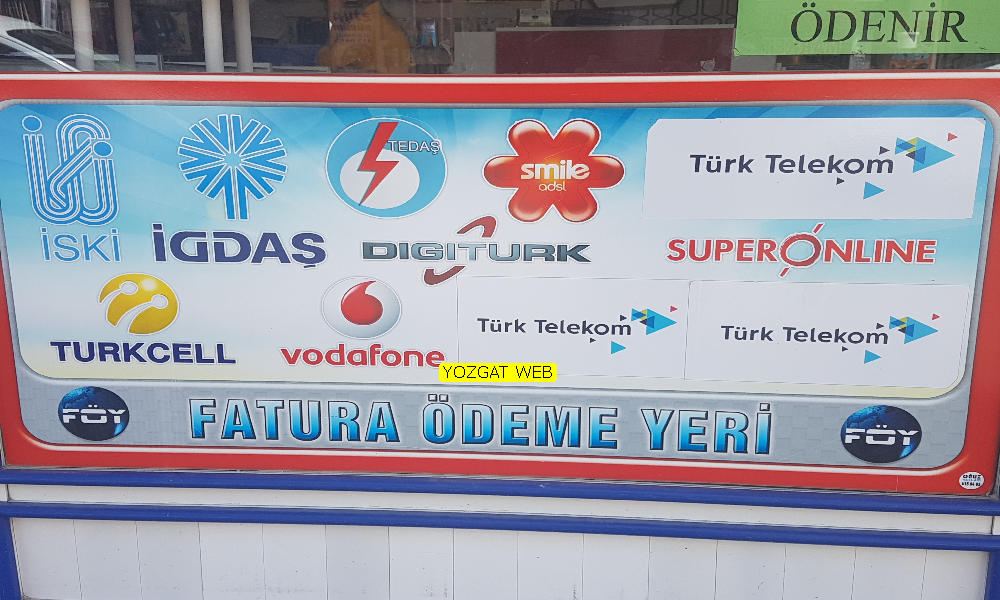 ÖDENİR
TEDAŞ
smile
adsl
Türk Telekom
İSKİ
İGDAŞ
DIGITURK
SUPERONLINE
TURKCELL
vodafone
Türk Telekom
Türk Telekom
YOZGAT WEB
FÖY
FATURA ÖDEME YERİ
FÖY